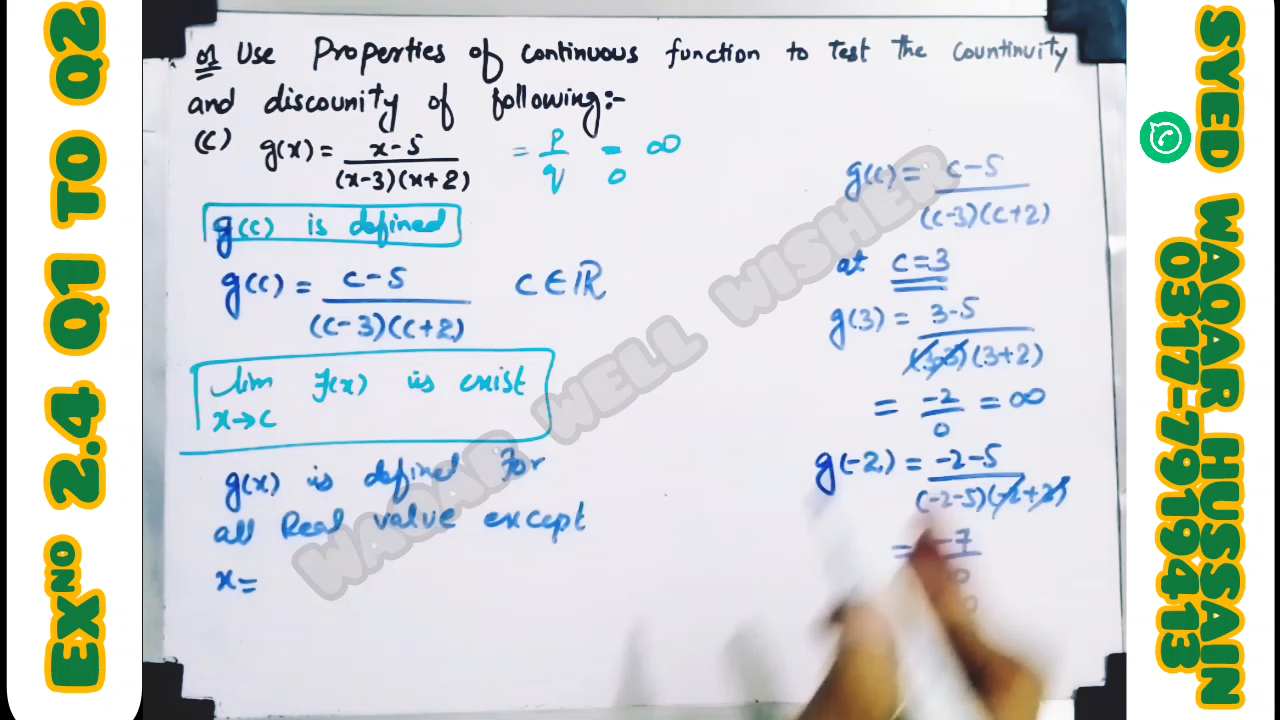 Ex NO 2.4 Q1 TO Q2
Q1 Use Properties of continuous function to test the Countinuity
and discounity of following:-
(C) g(x) = x-5 / (x-3)(x+2) = p/q = /0 ∞
g(c) is defined
g(c) = c-5 / (c-3)(c+2) C ∈ ℝ
lim x→c f(x) is exist
g(x) is defined for
all Real value except
x=
g(c) = c-5 / (c-3)(c+2)
at c=3
g(3) = 3-5 / (3-3)(3+2)
= -2/0 = ∞
g(-2) = -2-5 / (-2-5)(-2+2)
= -7/0
WAQAR WELL WISHER
SYED WAQAR HUSSAIN
0317-7919413